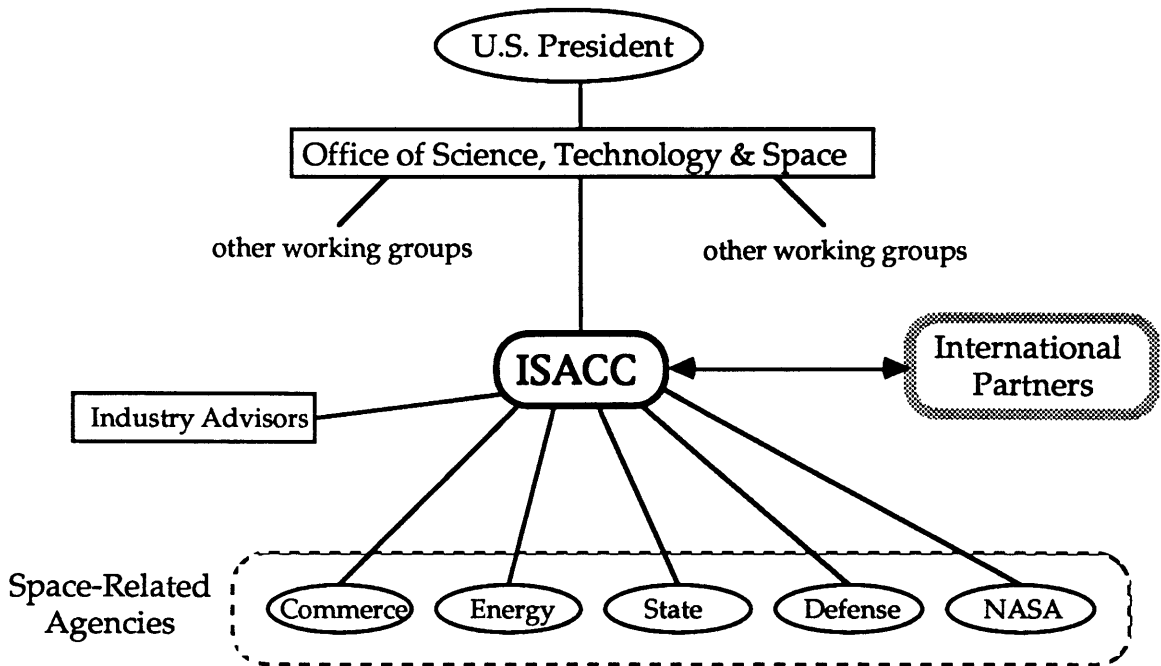 U.S. President
Office of Science, Technology & Space
other working groups
other working groups
ISACC
International
Partners
Industry Advisors
Space-Related
Agencies
Commerce
Energy
State
Defense
NASA